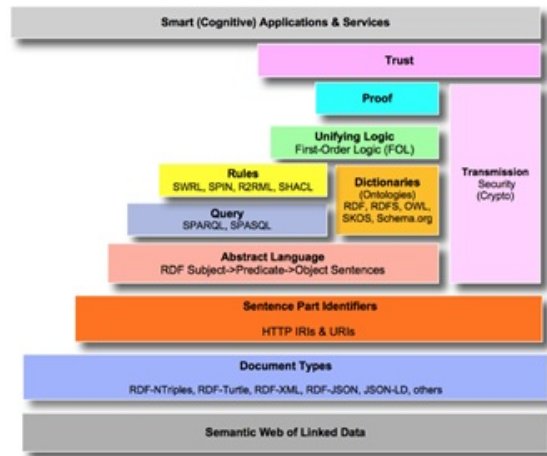 Smart (Cognitive) Applications & Services
Trust
Proof
Unifying Logic
First-Order Logic (FOL)
Transmission
Security
(Crypto)
Rules
SWRL, SPIN, R2RML, SHACL
Dictionaries
(Ontologies)
RDF, RDFS, OWL,
SKOS, Schema.org
Query
SPARQL, SPASQL
Abstract Language
RDF Subject->Predicate->Object Sentences
Sentence Part Identifiers
HTTP IRIs & URIs
Document Types
RDF-NTriples, RDF-Turtle, RDF-XML, RDF-JSON, JSON-LD, others
Semantic Web of Linked Data